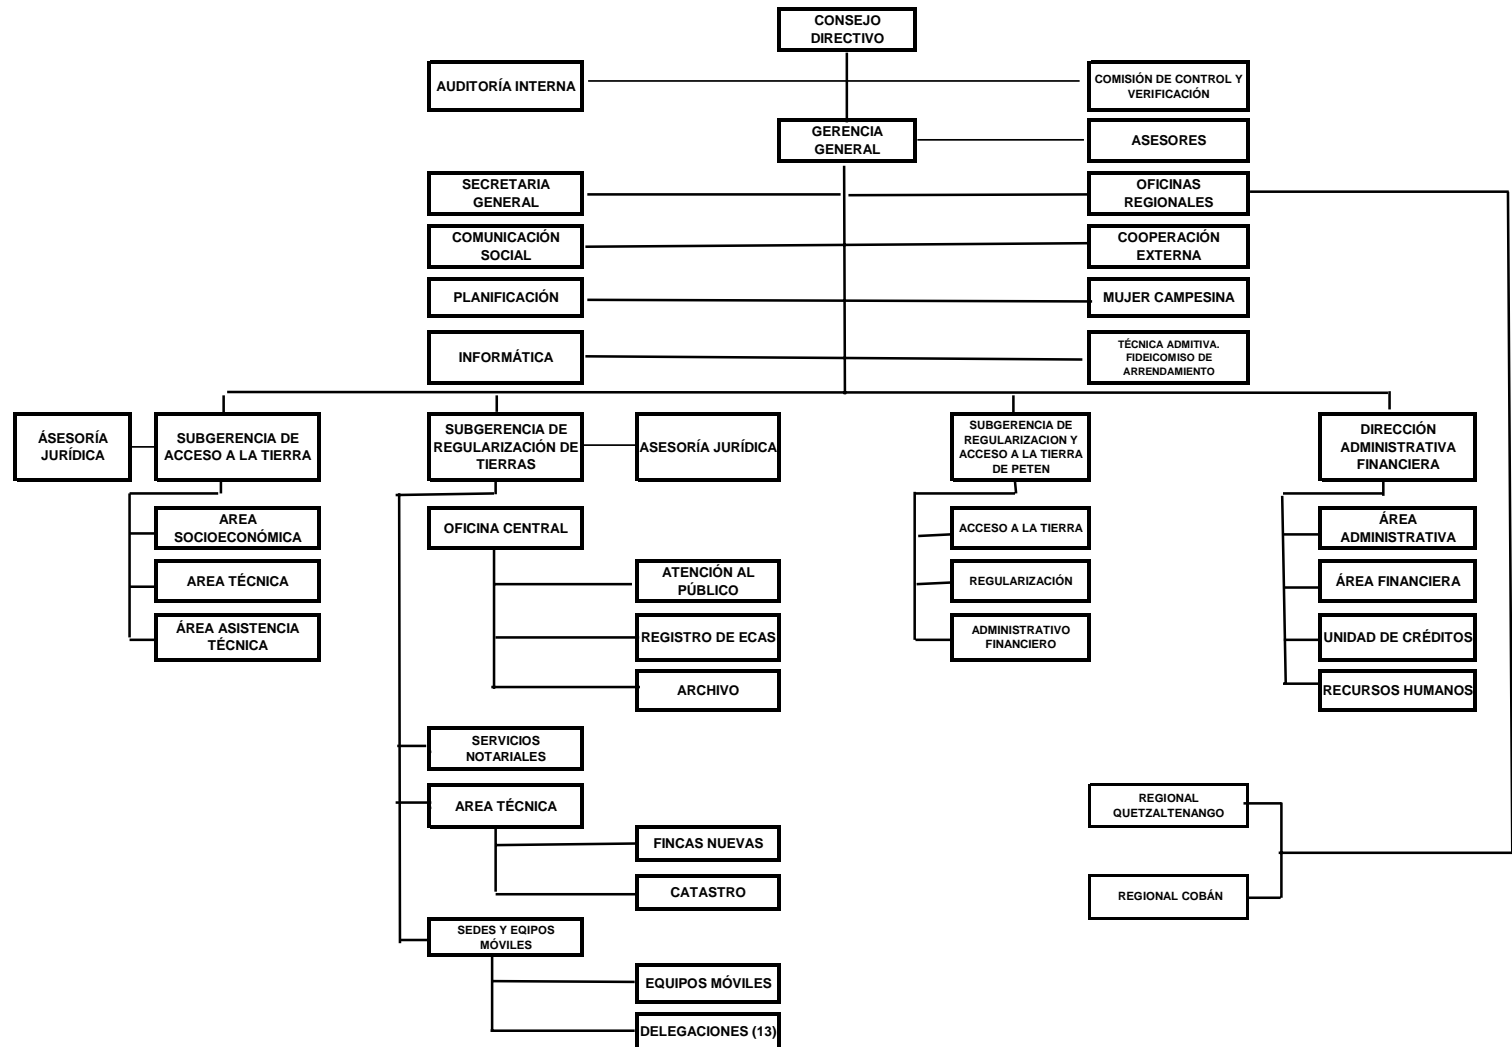 CONSEJO
DIRECTIVO
AUDITORÍA INTERNA
COMISIÓN DE CONTROL Y
VERIFICACIÓN
GERENCIA
GENERAL
ASESORES
SECRETARIA
GENERAL
OFICINAS
REGIONALES
COMUNICACIÓN
SOCIAL
COOPERACIÓN
EXTERNA
PLANIFICACIÓN
MUJER CAMPESINA
INFORMÁTICA
TÉCNICA ADMITIVA.
FIDEICOMISO DE
ARRENDAMIENTO
ÁSESORÍA
JURÍDICA
SUBGERENCIA DE
ACCESO A LA TIERRA
SUBGERENCIA DE
REGULARIZACIÓN DE
TIERRAS
ASESORÍA JURÍDICA
SUBGERENCIA DE
REGULARIZACION Y
ACCESO A LA TIERRA
DE PETEN
DIRECCIÓN
ADMINISTRATIVA
FINANCIERA
AREA
SOCIOECONÓMICA
AREA TÉCNICA
ÁREA ASISTENCIA
TÉCNICA
OFICINA CENTRAL
ATENCIÓN AL
PÚBLICO
REGISTRO DE ECAS
ARCHIVO
SERVICIOS
NOTARIALES
AREA TÉCNICA
FINCAS NUEVAS
CATASTRO
SEDES Y EQIPOS
MÓVILES
EQUIPOS MÓVILES
DELEGACIONES (13)
ACCESO A LA TIERRA
REGULARIZACIÓN
ADMINISTRATIVO
FINANCIERO
ÁREA
ADMINISTRATIVA
ÁREA FINANCIERA
UNIDAD DE CRÉDITOS
RECURSOS HUMANOS
REGIONAL
QUETZALTENANGO
REGIONAL COBÁN